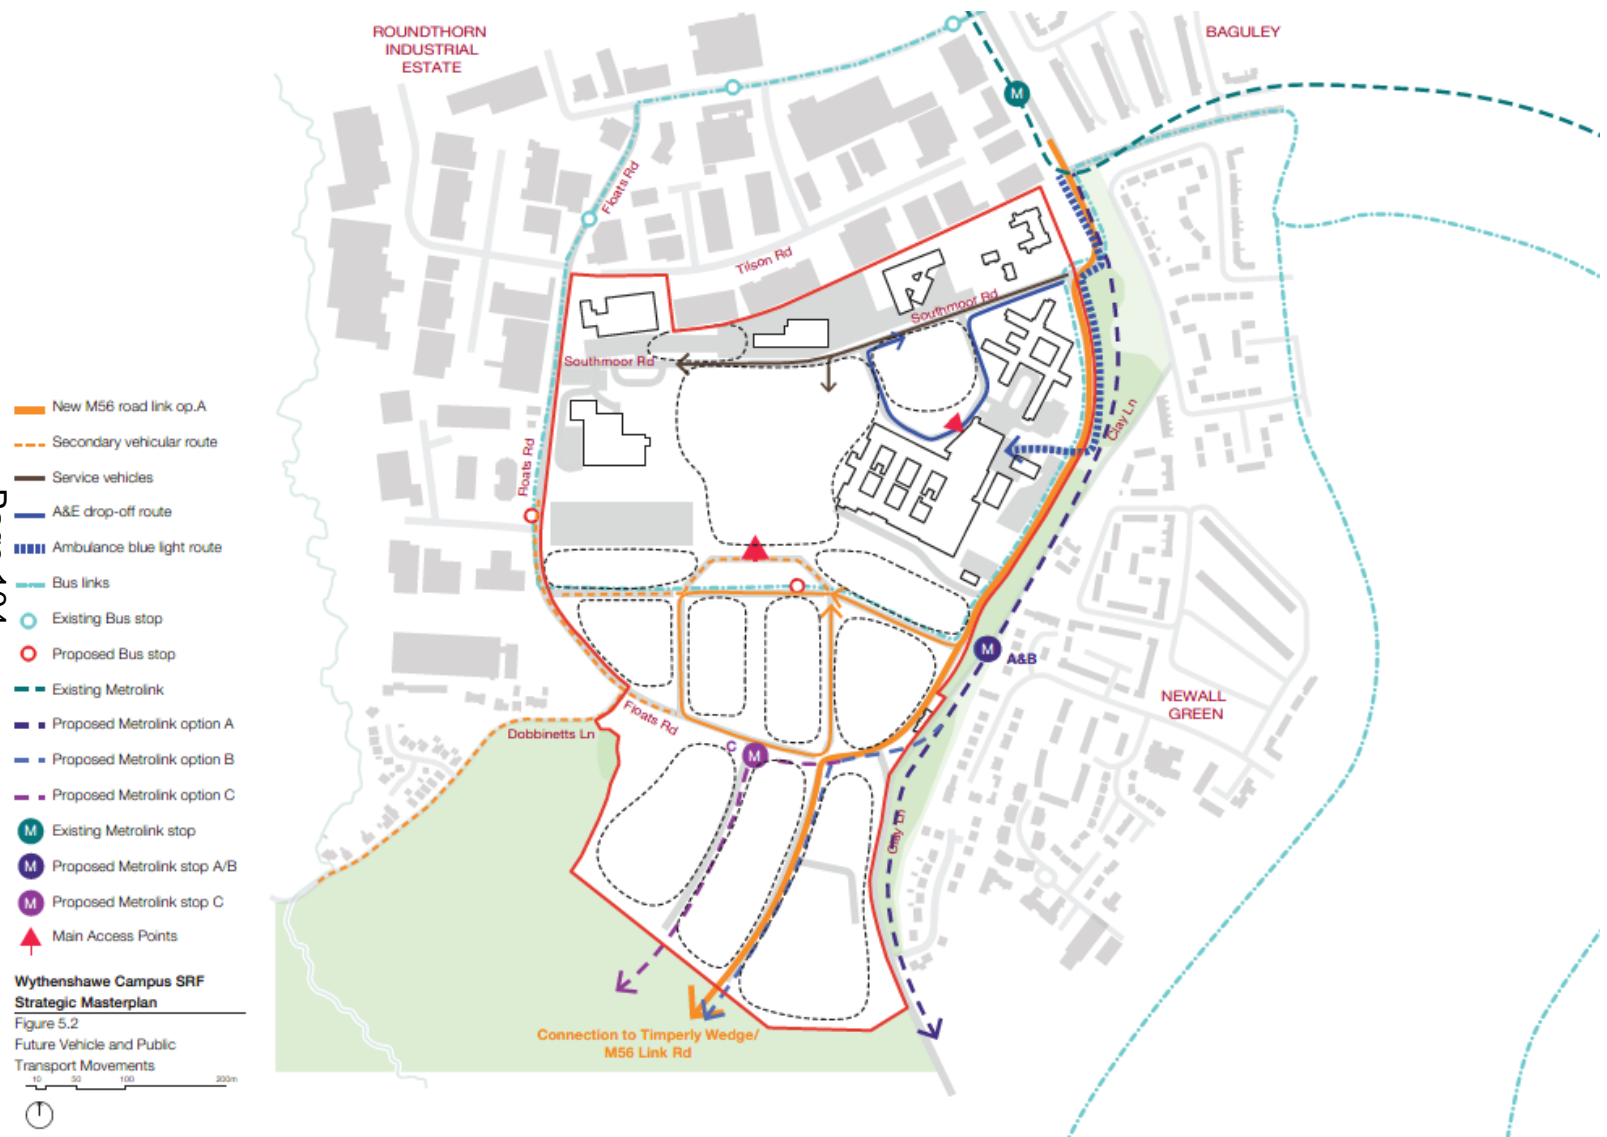 ROUNDTHORN
INDUSTRIAL
ESTATE
BAGULEY
M
Floats Rd
Tilson Rd
Southmoor Rd
Southmoor Rd
Clay Ln
Floats Rd
M
A&B
NEWALL
GREEN
Floats Rd
Dobbinetts Ln
C
M
Clay Ln
Connection to Timperly Wedge/
M56 Link Rd
New M56 road link op.A
Secondary vehicular route
Service vehicles
A&E drop-off route
Ambulance blue light route
Bus links
Existing Bus stop
Proposed Bus stop
Existing Metrolink
Proposed Metrolink option A
Proposed Metrolink option B
Proposed Metrolink option C
M Existing Metrolink stop
M Proposed Metrolink stop A/B
M Proposed Metrolink stop C
Main Access Points
Wythenshawe Campus SRF
Strategic Masterplan
Figure 5.2
Future Vehicle and Public
Transport Movements
10 50 100 200m